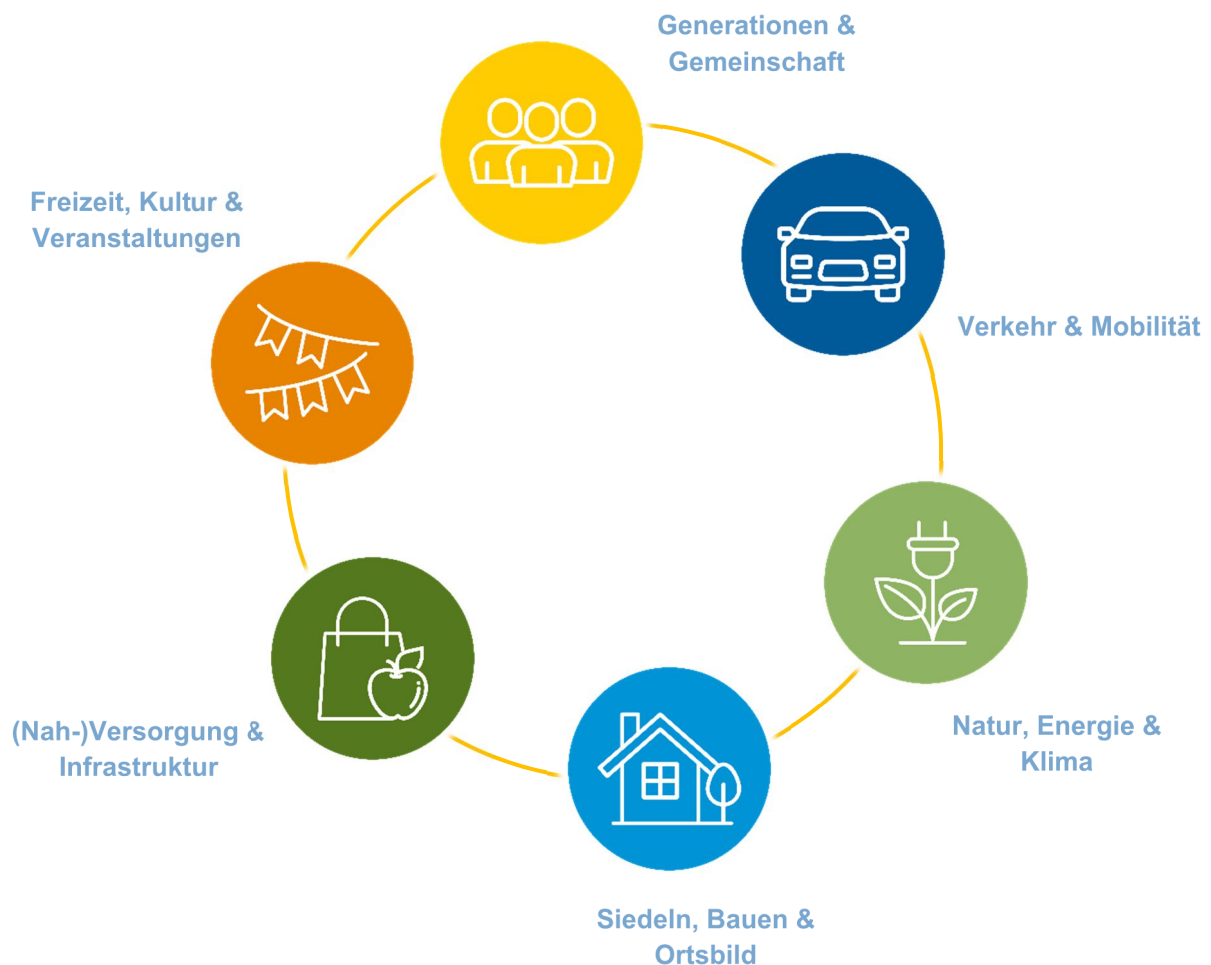 Generationen &
Gemeinschaft
Freizeit, Kultur &
Veranstaltungen
Verkehr & Mobilität
(Nah-)Versorgung &
Infrastruktur
Natur, Energie &
Klima
Siedeln, Bauen &
Ortsbild